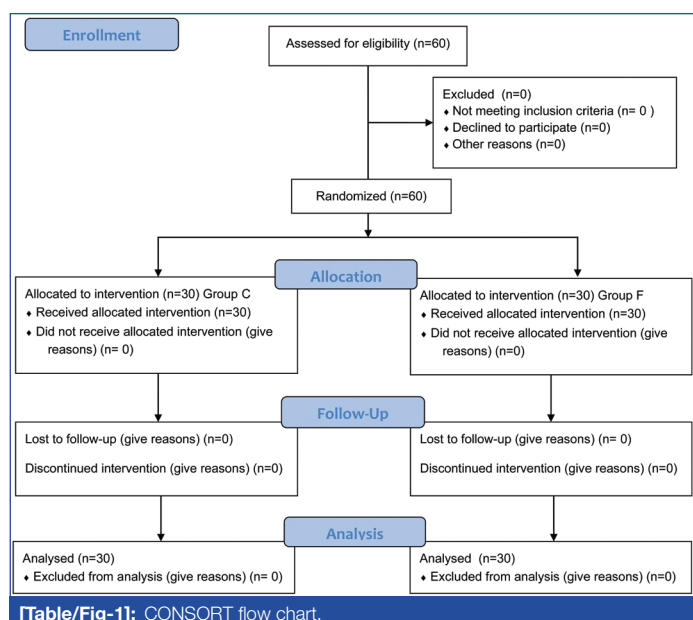 Enrollment
Assessed for eligibility (n=60)
Excluded (n=0)
♦ Not meeting inclusion criteria (n= 0 )
♦ Declined to participate (n=0)
♦ Other reasons (n=0)
Randomized (n=60)
Allocation
Allocated to intervention (n=30) Group C
♦ Received allocated intervention (n=30)
♦ Did not receive allocated intervention (give
reasons) (n= 0)
Allocated to intervention (n=30) Group F
♦ Received allocated intervention (n=30)
♦ Did not receive allocated intervention (give
reasons) (n=0)
Follow-Up
Lost to follow-up (give reasons) (n=0)
Discontinued intervention (give reasons) (n=0)
Lost to follow-up (give reasons) (n= 0)
Discontinued intervention (give reasons) (n=0)
Analysis
Analysed (n=30)
♦ Excluded from analysis (give reasons) (n= 0)
Analysed (n=30)
♦ Excluded from analysis (give reasons) (n=0)
[Table/Fig-1]: CONSORT flow chart.